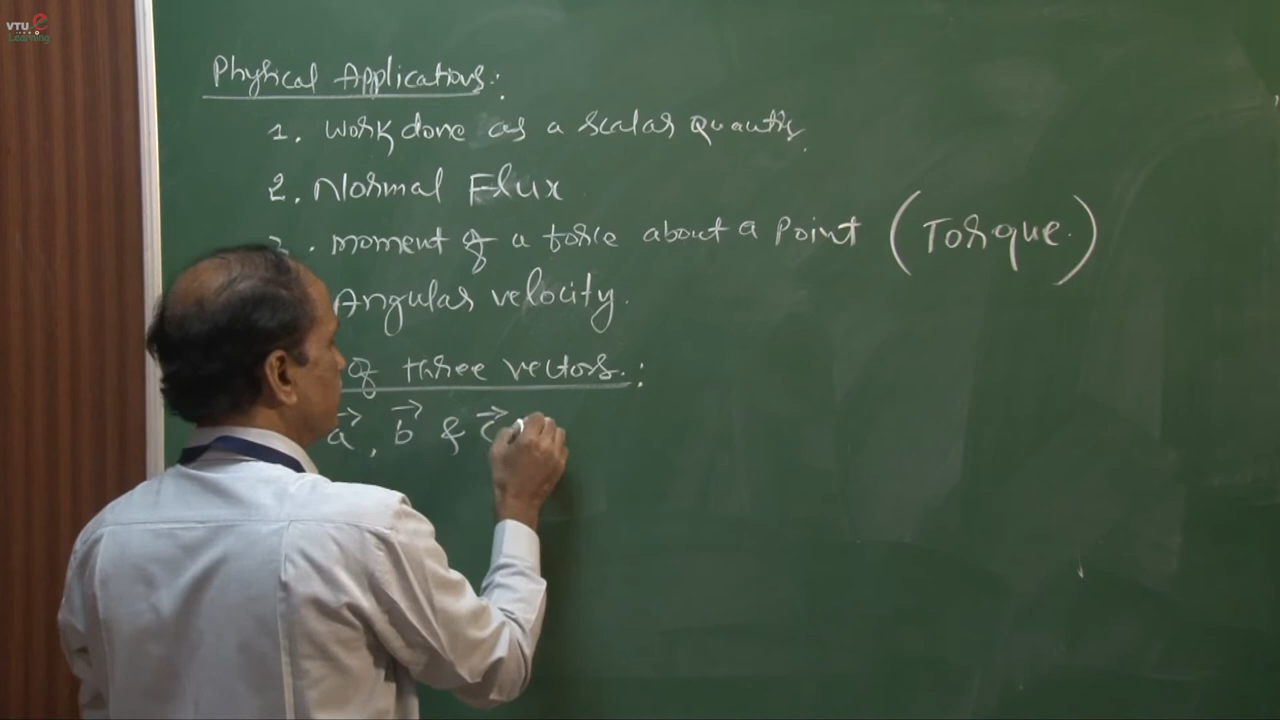 VTU e
Learning
Physical Applications:
1. Work done as a scalar Quantity.
2. Normal Flux
3. moment of a force about a point (Torque.)
Angular velocity.
of three vectors.:
a⃗, b⃗ & c⃗